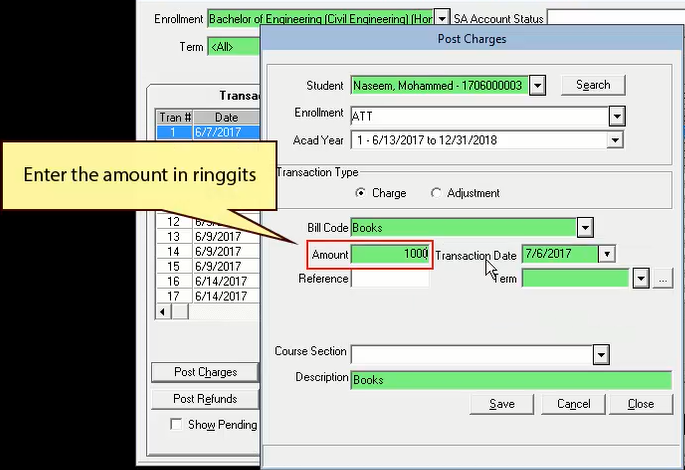 Enrollment Bachelor of Engineering (Civil Engineering) (Hor SA Account Status
Term <All>
Post Charges
Student Naseem, Mohammed - 1706000003 Search
Enrollment ATT
Acad Year 1 - 6/13/2017 to 12/31/2018
Transa
Tran # Date
1 6/7/2017
Enter the amount in ringgits
Transaction Type
Charge Adjustment
Bill Code Books
12
13 6/9/2017
14 6/9/2017
15 6/9/2017
16 6/14/2017
17 6/14/2017
Amount 1000 Transaction Date 7/6/2017
Reference Term ...
Course Section
Description Books
Post Charges
Post Refunds
Show Pending
Save Cancel Close